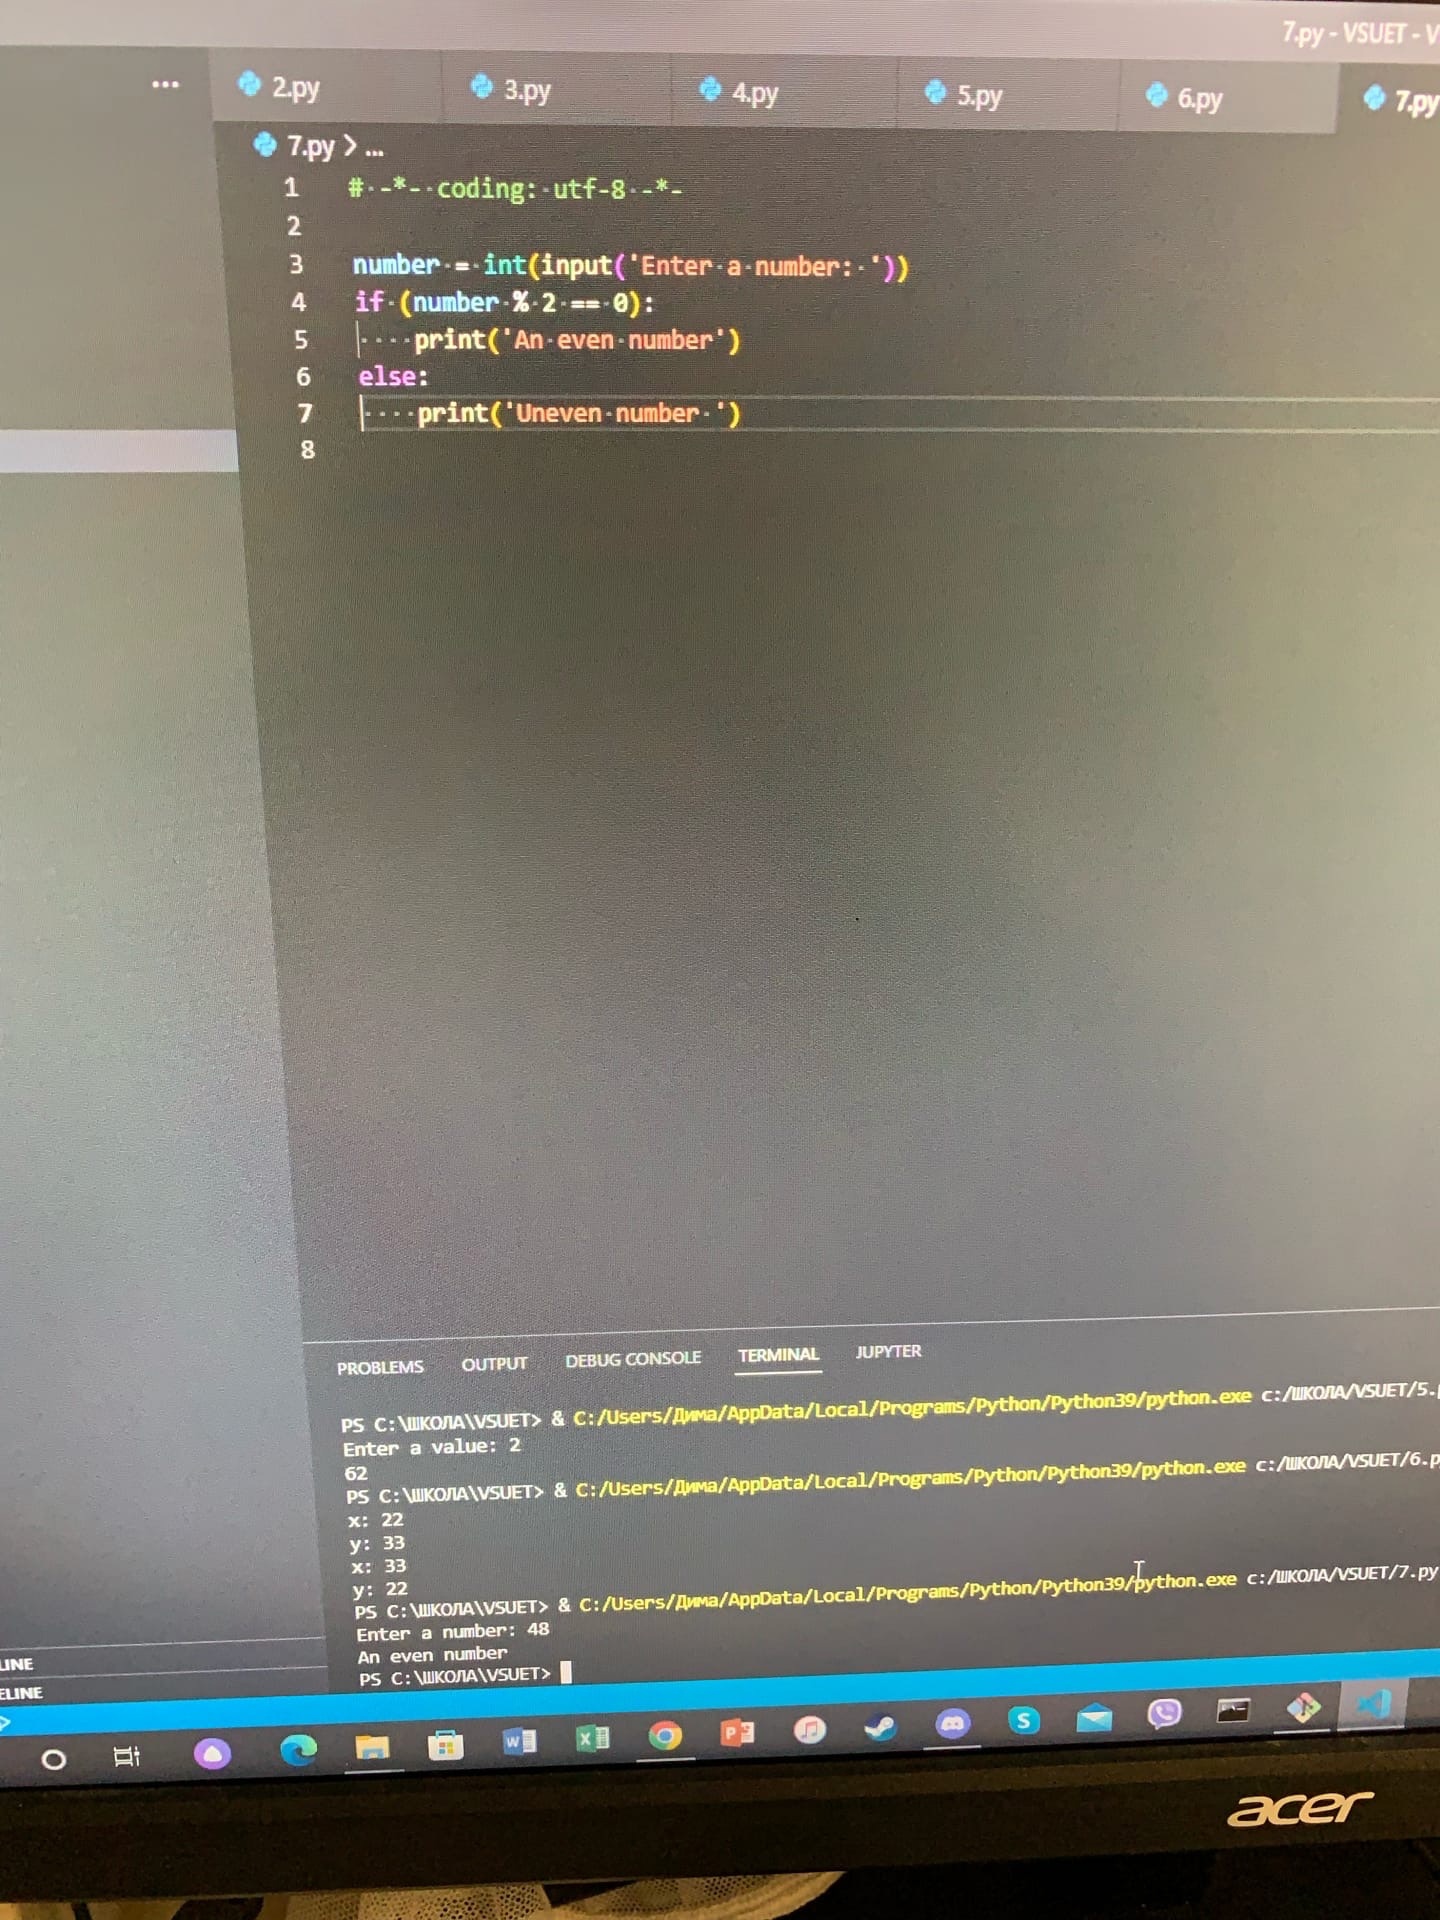 7.py - VSUET - V
2.py 3.py 4.py 5.py 6.py 7.py
7.py > ...
1 # -*- coding: utf-8 -*-
2
3 number = int(input('Enter a number: '))
4 if (number % 2 == 0):
5     print('An even number')
6 else:
7     print('Uneven number ')
8
PROBLEMS OUTPUT DEBUG CONSOLE TERMINAL JUPYTER
PS C:\ШКОЛА\VSUET> & C:/Users/Дима/AppData/Local/Programs/Python/Python39/python.exe c:/ШКОЛА/VSUET/5.p
Enter a value: 2
62
PS C:\ШКОЛА\VSUET> & C:/Users/Дима/AppData/Local/Programs/Python/Python39/python.exe c:/ШКОЛА/VSUET/6.p
x: 22
y: 33
x: 33
y: 22
PS C:\ШКОЛА\VSUET> & C:/Users/Дима/AppData/Local/Programs/Python/Python39/python.exe c:/ШКОЛА/VSUET/7.py
Enter a number: 48
An even number
PS C:\ШКОЛА\VSUET>
LINE
ELINE
acer